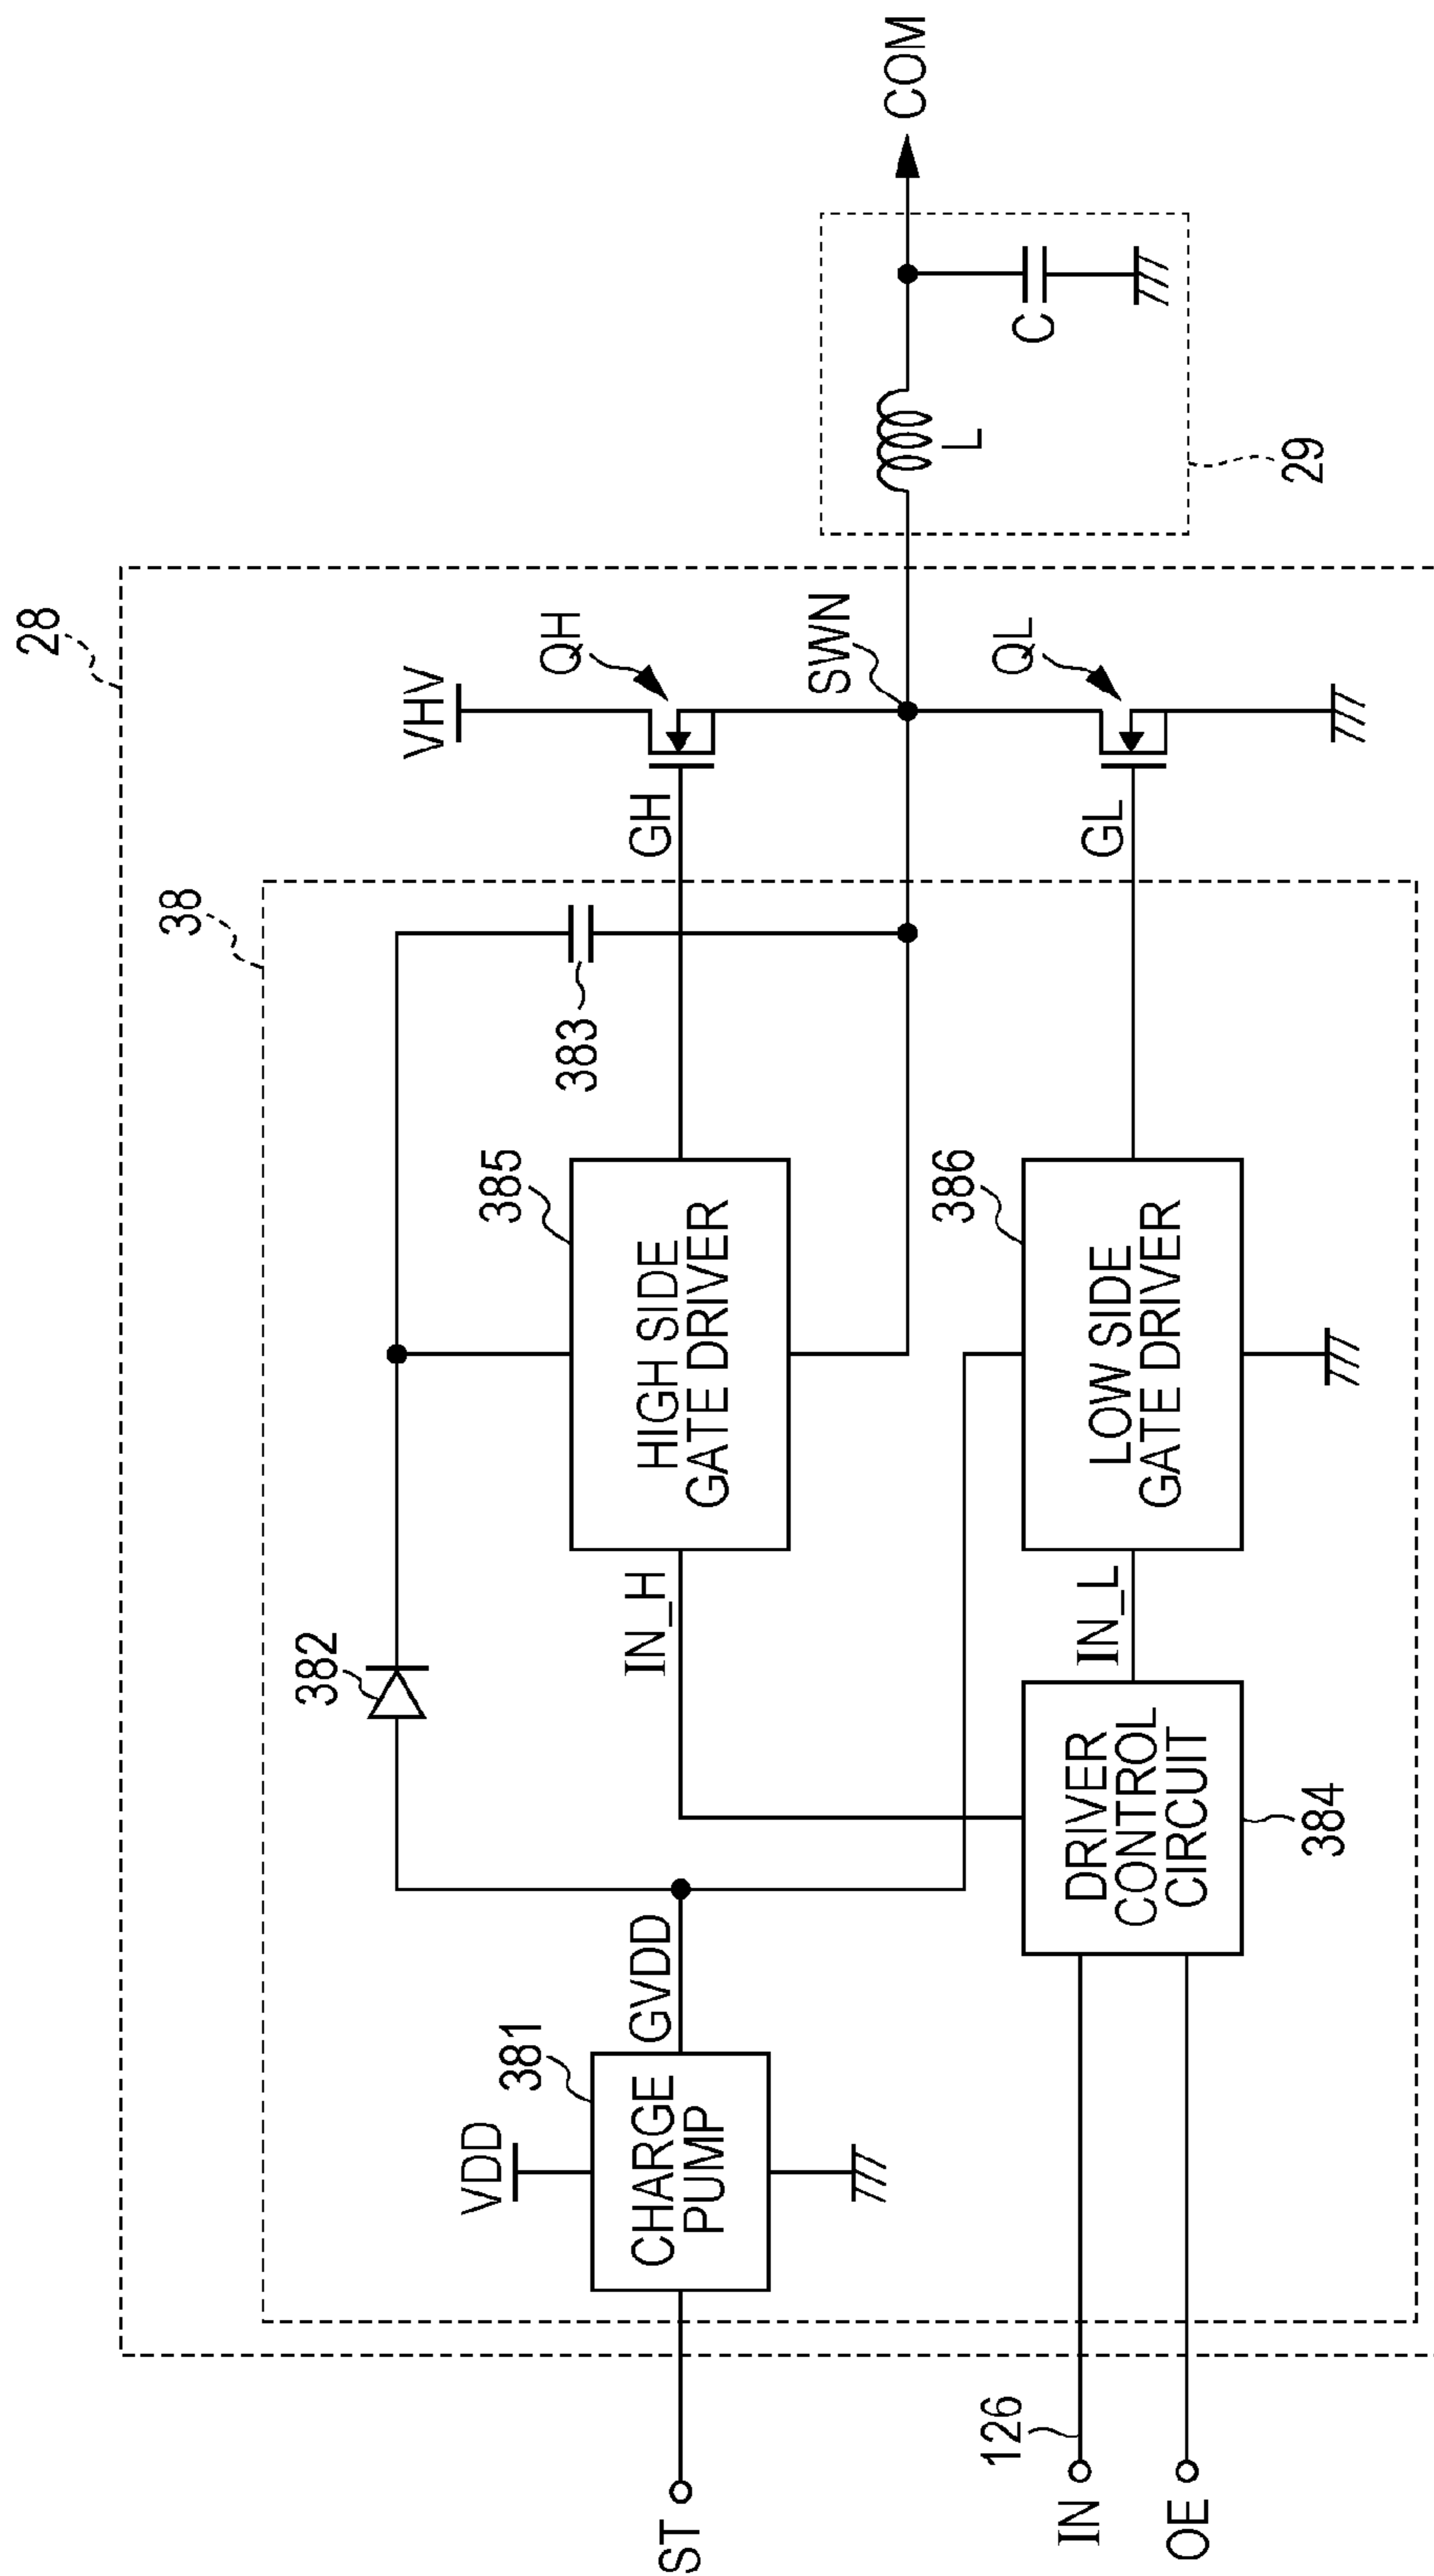 28
38
VHV
QH
382
385
383
GH
SWN
COM
VDD
381
CHARGE
PUMP
GVDD
IN_H
HIGH SIDE
GATE DRIVER
L
C
29
ST
126
IN
OE
DRIVER
CONTROL
CIRCUIT
384
IN_L
386
LOW SIDE
GATE DRIVER
GL
QL